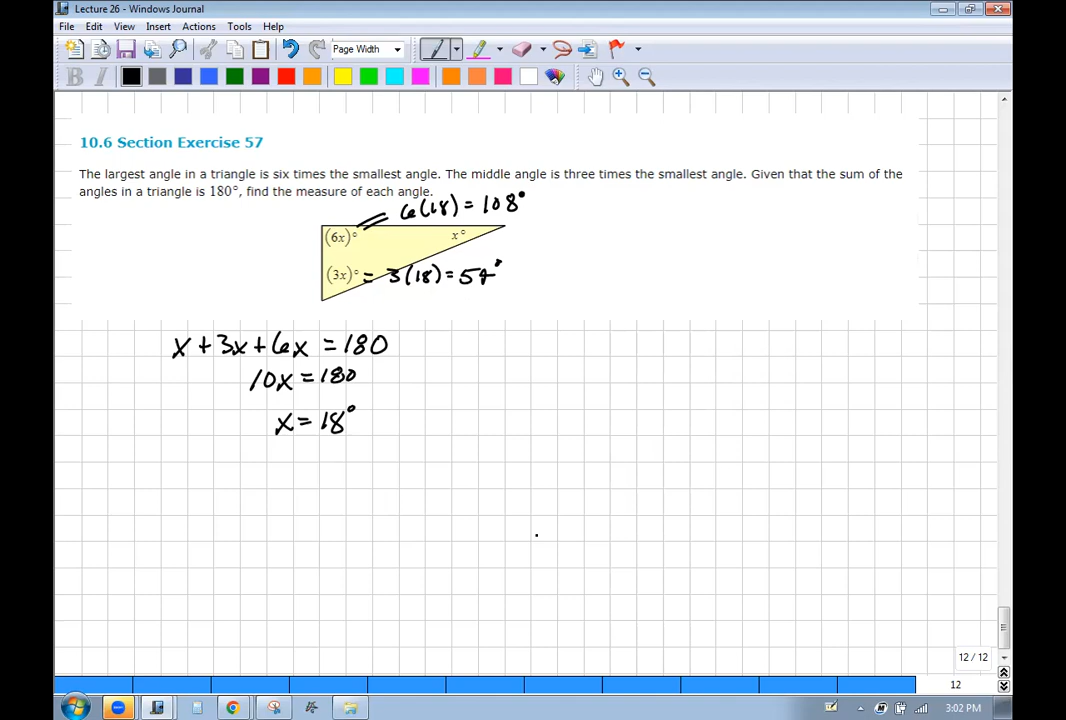 Lecture 26 - Windows Journal
File Edit View Insert Actions Tools Help
Page Width
B I
10.6 Section Exercise 57
The largest angle in a triangle is six times the smallest angle. The middle angle is three times the smallest angle. Given that the sum of the
angles in a triangle is 180°, find the measure of each angle.
6(18) = 108°
(6x)° x°
(3x)° = 3(18) = 54°
x + 3x + 6x = 180
10x = 180
x = 18°
12 / 12
12
3:02 PM